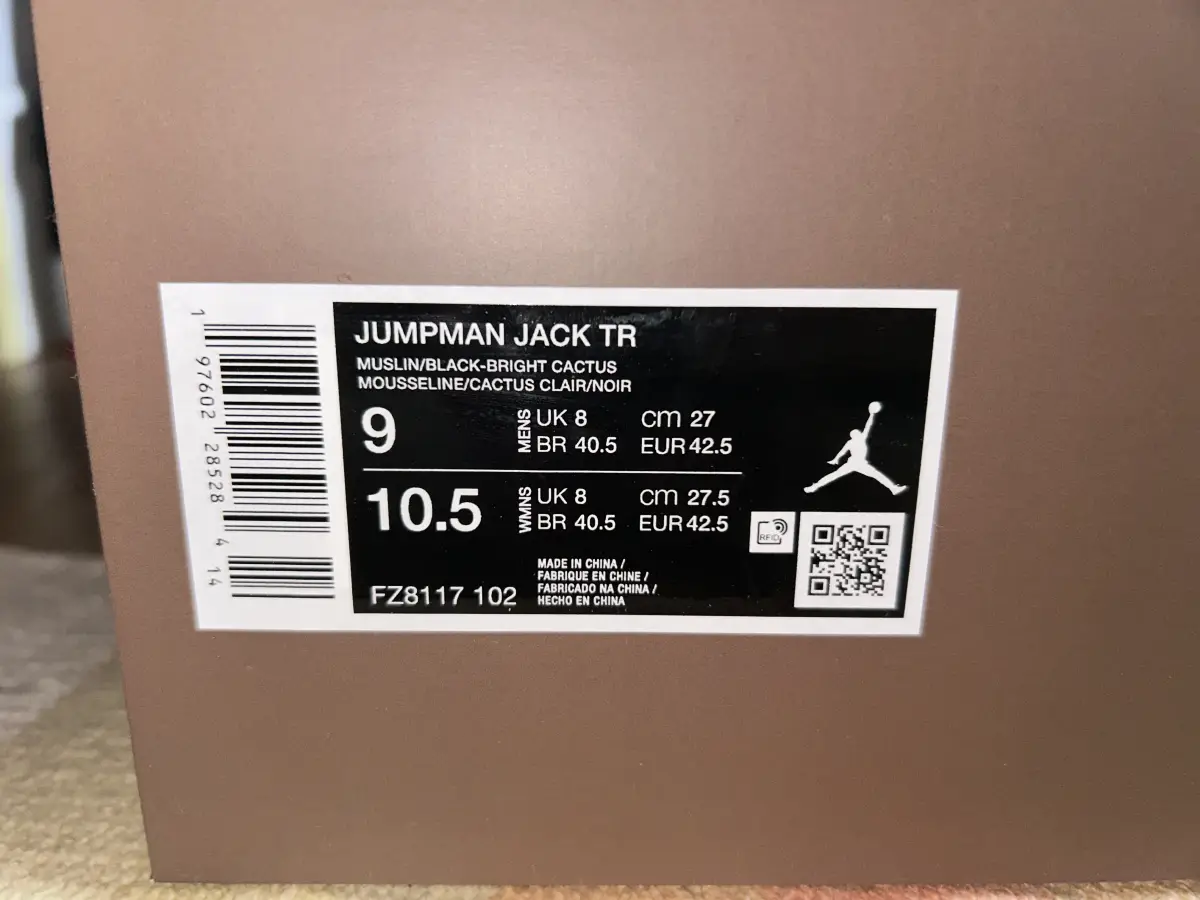 1 97602 28528 4 14
JUMPMAN JACK TR
MUSLIN/BLACK-BRIGHT CACTUS
MOUSSELINE/CACTUS CLAIR/NOIR
9 MENS UK 8 cm 27
BR 40.5 EUR 42.5
10.5 WMNS UK 8 cm 27.5
BR 40.5 EUR 42.5
RFID
MADE IN CHINA /
FABRIQUE EN CHINE /
FABRICADO NA CHINA /
HECHO EN CHINA
FZ8117 102